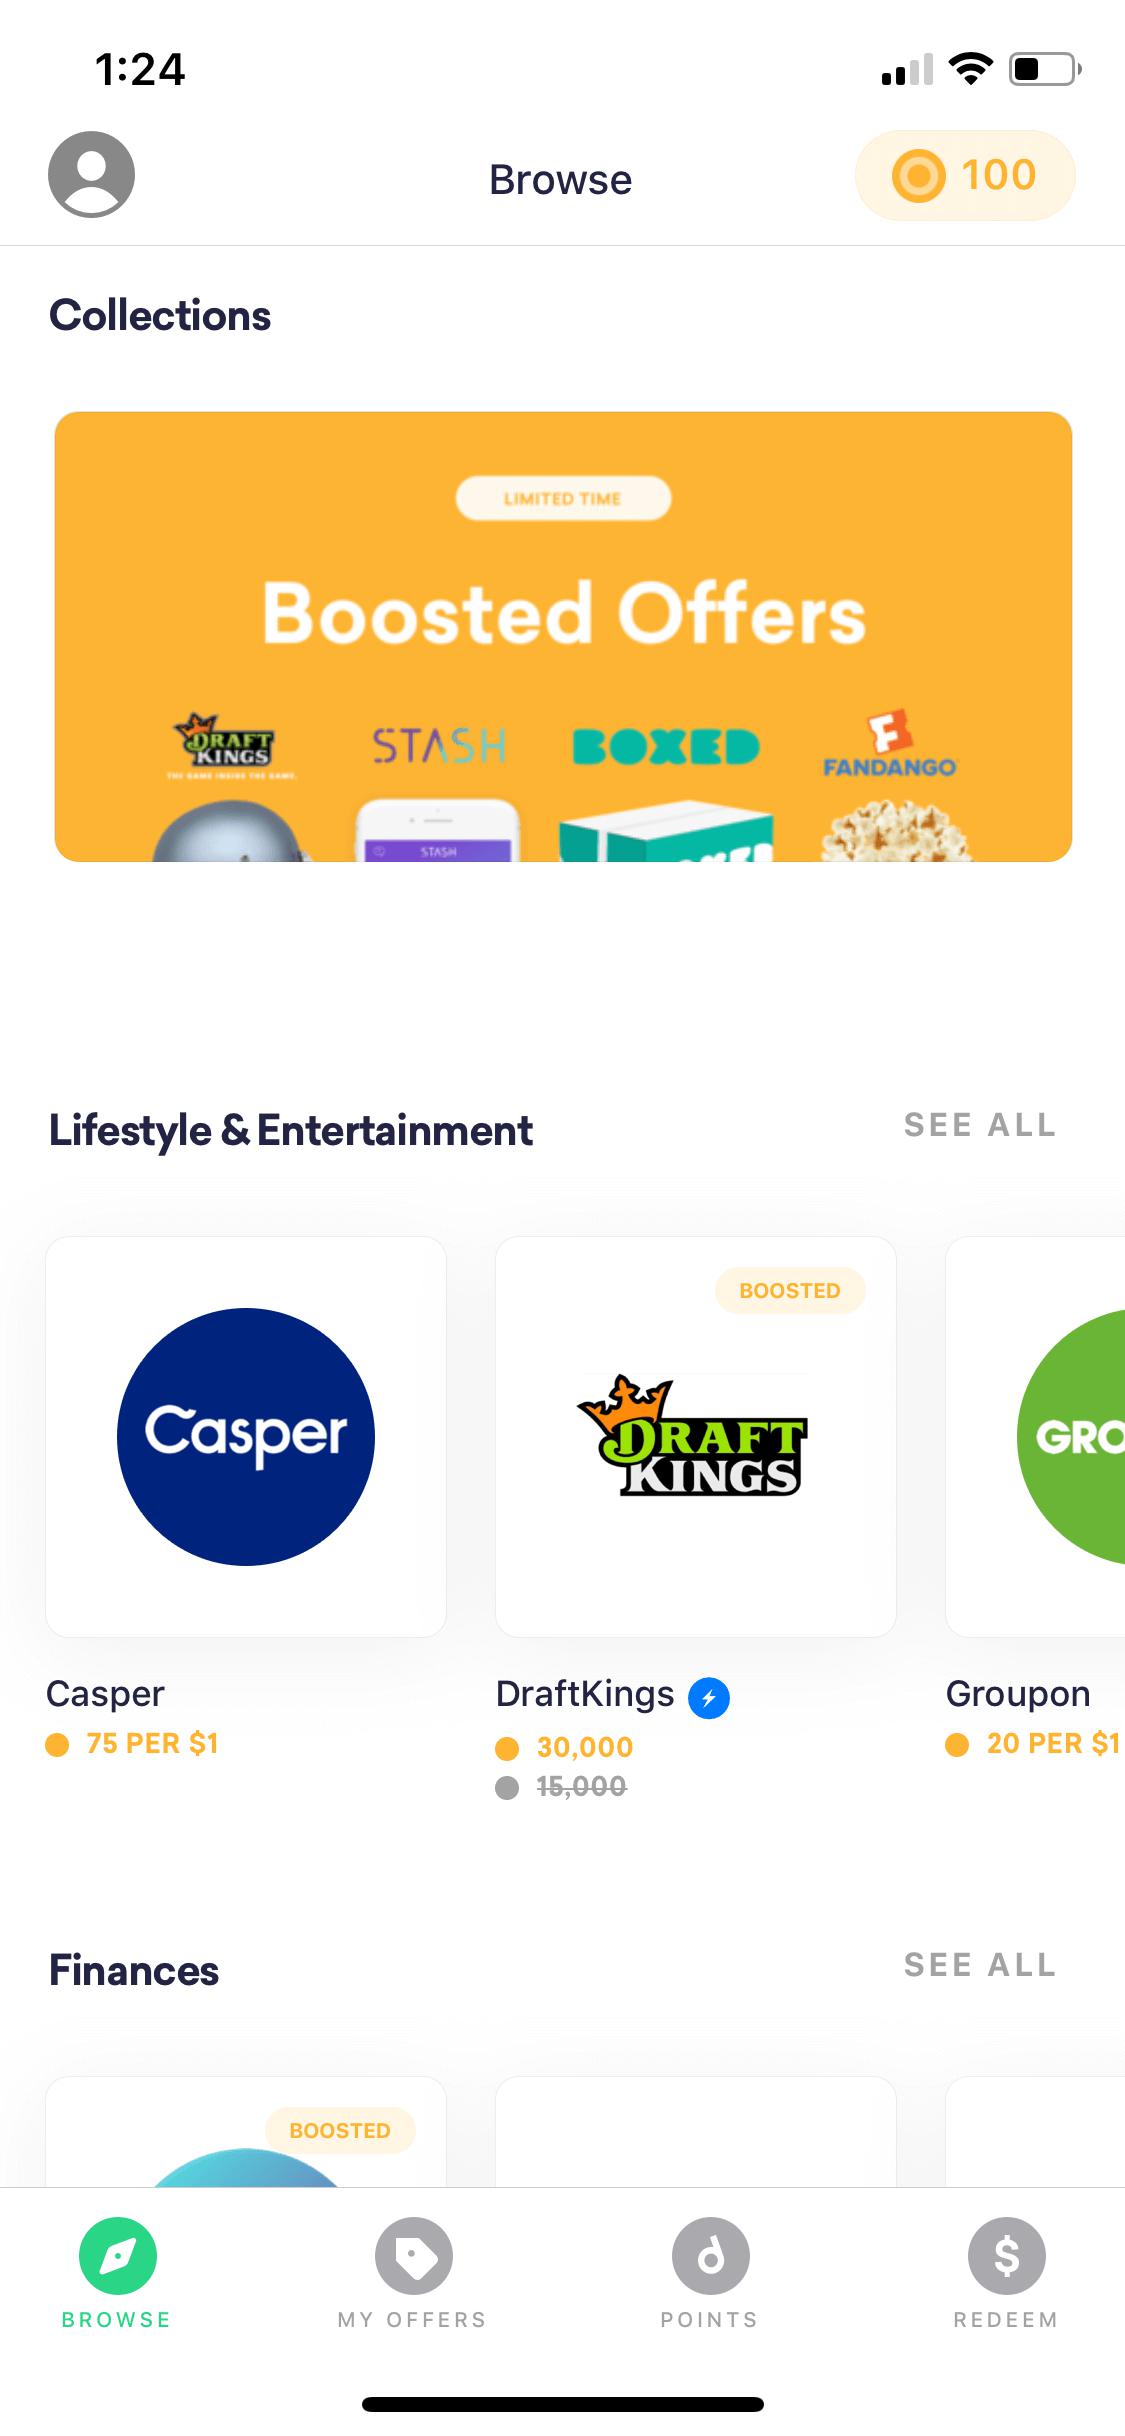 1:24
Browse
100
Collections
LIMITED TIME
Boosted Offers
DRAFT
KINGS
THE GAME INSIDE THE GAME.
STASH
BOXED
F
FANDANGO
STASH
Lifestyle & Entertainment
SEE ALL
BOOSTED
Casper
DRAFT
KINGS
GRO
Casper
DraftKings
Groupon
75 PER $1
30,000
20 PER $1
15,000
Finances
SEE ALL
BOOSTED
BROWSE
MY OFFERS
POINTS
REDEEM